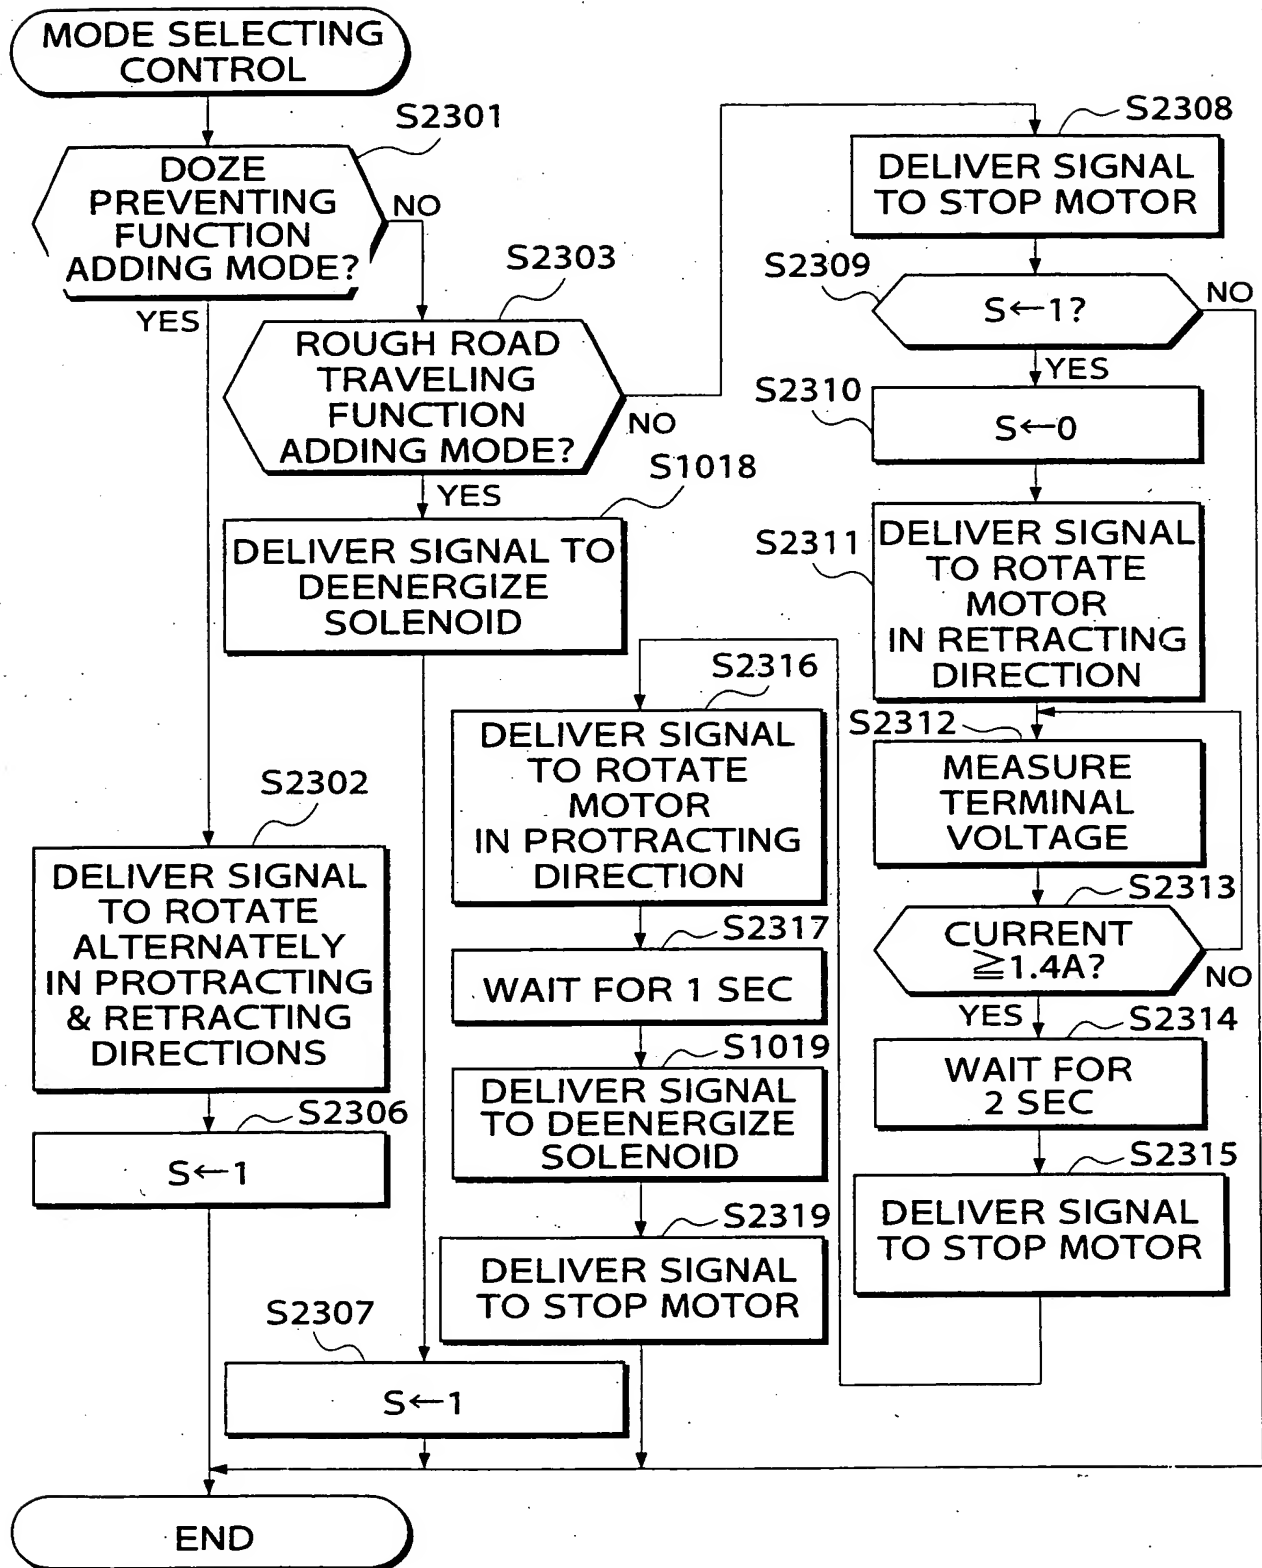 MODE SELECTING
CONTROL
S2301
DOZE
PREVENTING
FUNCTION
ADDING MODE?
NO
YES
S2303
ROUGH ROAD
TRAVELING
FUNCTION
ADDING MODE?
NO
YES
S1018
DELIVER SIGNAL TO
DEENERGIZE
SOLENOID
S2302
DELIVER SIGNAL
TO ROTATE
ALTERNATELY
IN PROTRACTING
& RETRACTING
DIRECTIONS
S2306
S←1
S2307
S←1
S2308
DELIVER SIGNAL
TO STOP MOTOR
S2309
S←1?
NO
YES
S2310
S←0
S2311
DELIVER SIGNAL
TO ROTATE
MOTOR
IN RETRACTING
DIRECTION
S2312
MEASURE
TERMINAL
VOLTAGE
S2313
CURRENT
≧1.4A?
NO
YES
S2314
WAIT FOR
2 SEC
S2315
DELIVER SIGNAL
TO STOP MOTOR
S2316
DELIVER SIGNAL
TO ROTATE
MOTOR
IN PROTRACTING
DIRECTION
S2317
WAIT FOR 1 SEC
S1019
DELIVER SIGNAL
TO DEENERGIZE
SOLENOID
S2319
DELIVER SIGNAL
TO STOP MOTOR
END